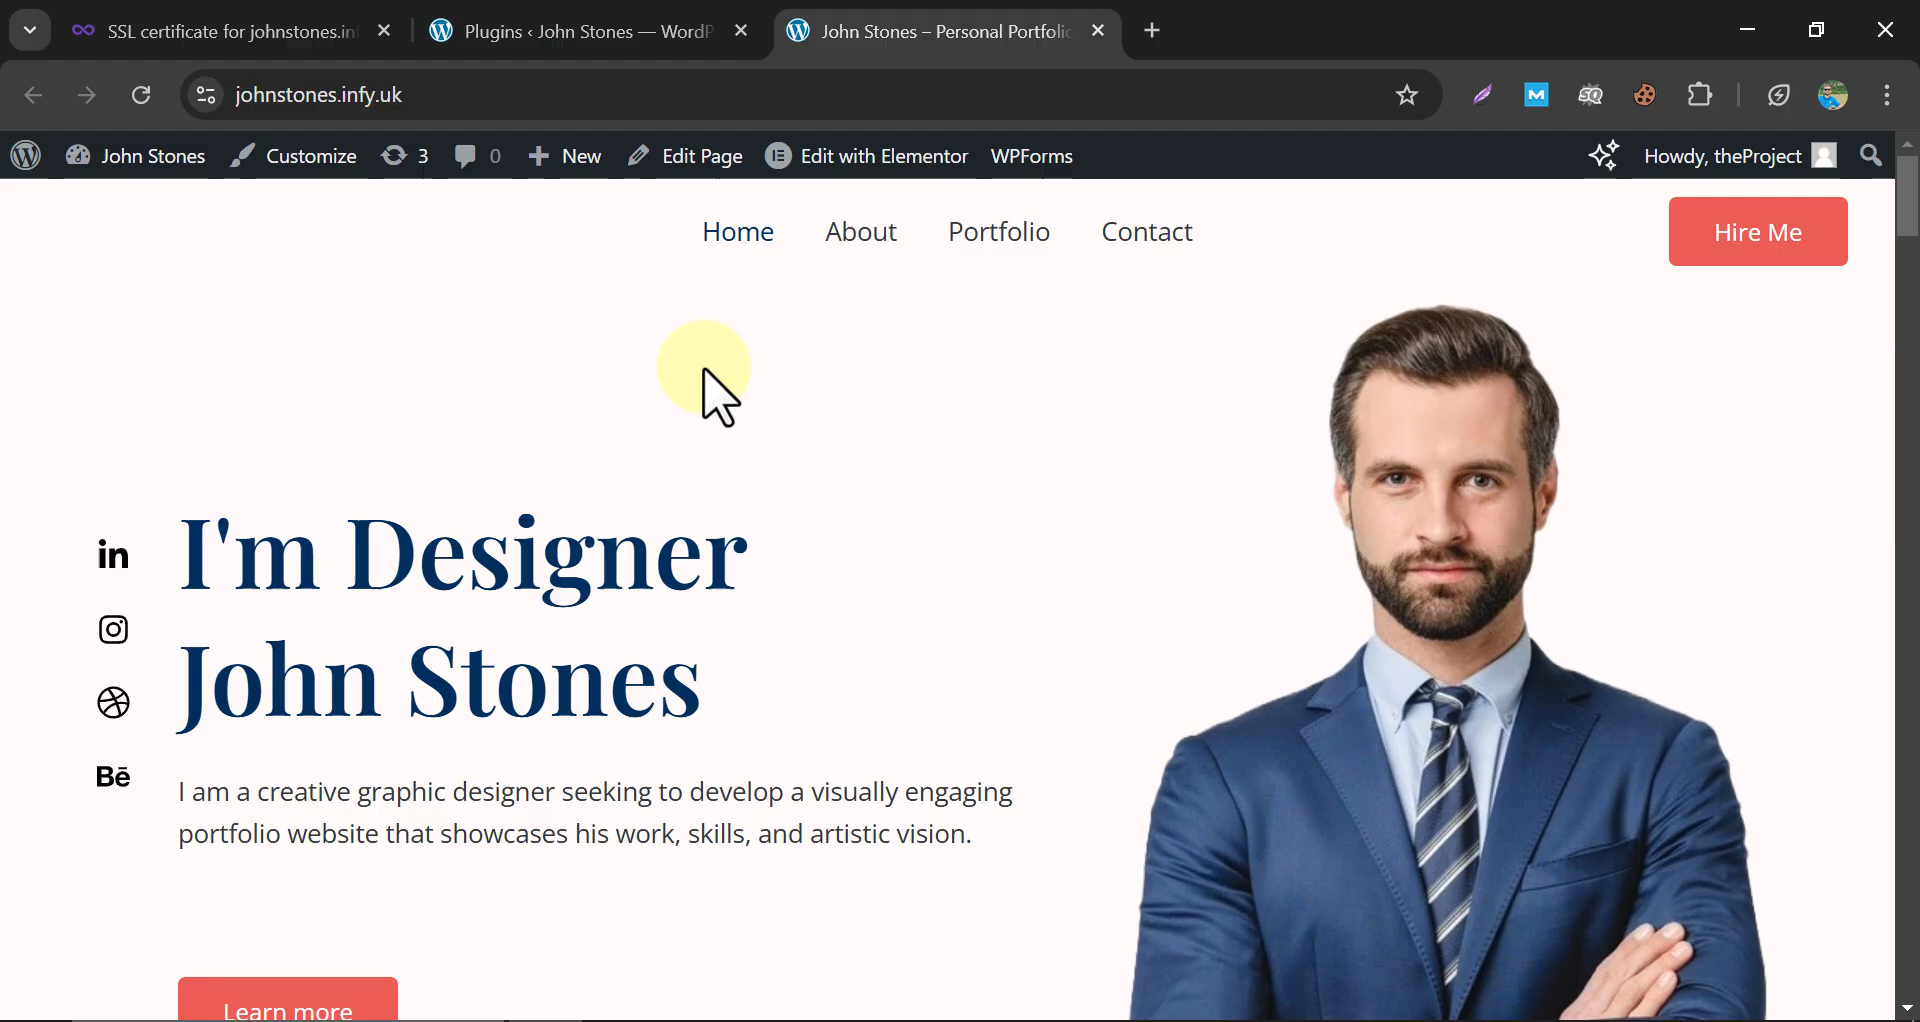 SSL certificate for johnstones.in
Plugins ‹ John Stones — WordP
John Stones – Personal Portfolio
johnstones.infy.uk
John Stones
Customize
3
0
New
Edit Page
Edit with Elementor
WPForms
Howdy, theProject
Home
About
Portfolio
Contact
Hire Me
in
I'm Designer
John Stones
Bē
I am a creative graphic designer seeking to develop a visually engaging
portfolio website that showcases his work, skills, and artistic vision.
Learn more